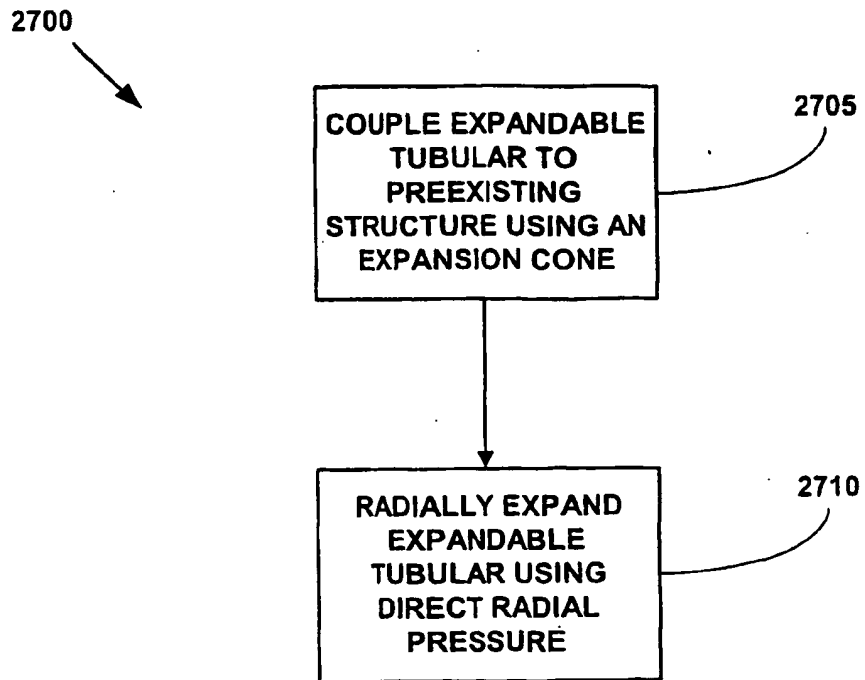 2700
COUPLE EXPANDABLE
TUBULAR TO
PREEXISTING
STRUCTURE USING AN
EXPANSION CONE
2705
RADIALLY EXPAND
EXPANDABLE
TUBULAR USING
DIRECT RADIAL
PRESSURE
2710